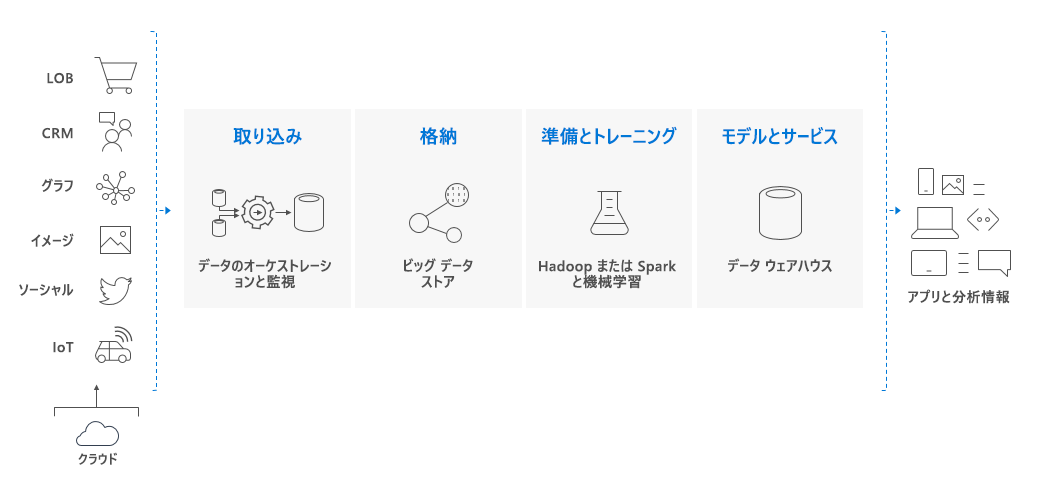 LOB
CRM
グラフ
イメージ
ソーシャル
IoT
クラウド
取り込み
データのオーケストレーシ
ョンと監視
格納
ビッグ データ
ストア
準備とトレーニング
Hadoop または Spark
と機械学習
モデルとサービス
データ ウェアハウス
アプリと分析情報